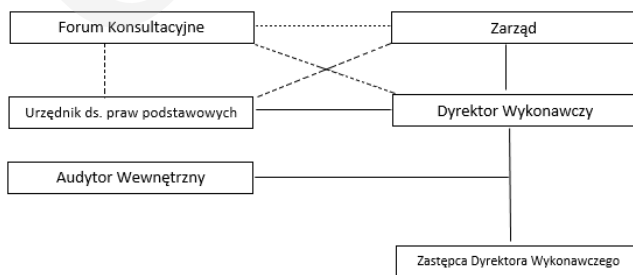 Forum Konsultacyjne
Zarząd
Urzędnik ds. praw podstawowych
Dyrektor Wykonawczy
Audytor Wewnętrzny
Zastępca Dyrektora Wykonawczego